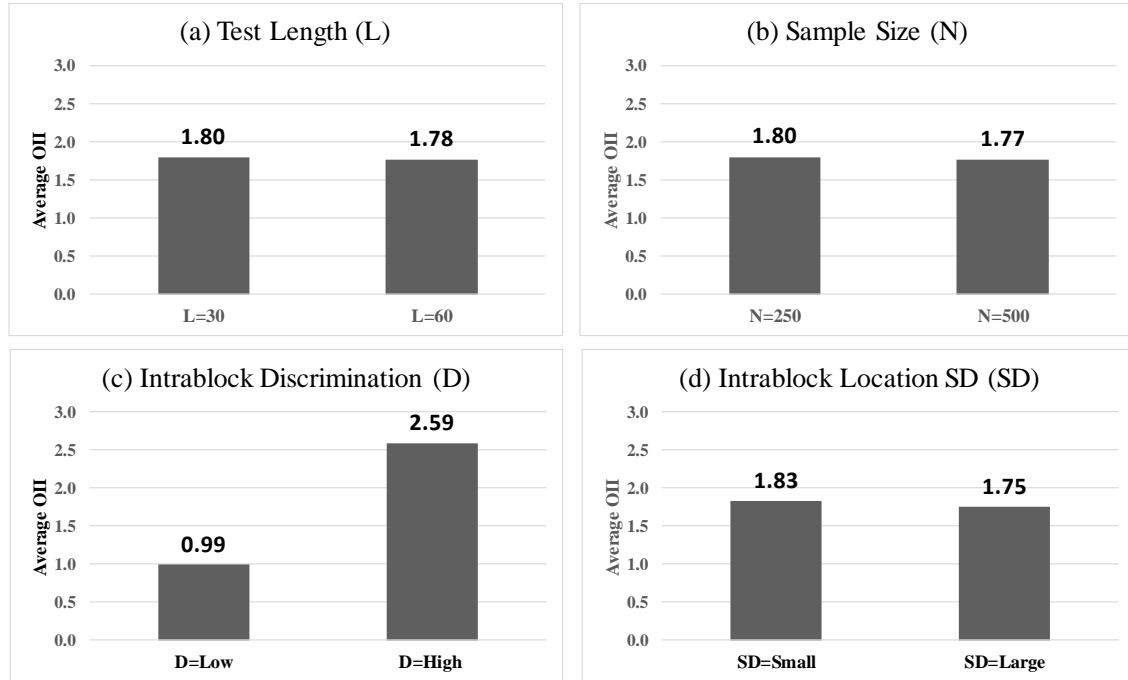 (a) Test Length (L)
Average OII
3.0
2.5
2.0
1.5
1.0
0.5
0.0
1.80
1.78
L=30
L=60
(b) Sample Size (N)
Average OII
3.0
2.5
2.0
1.5
1.0
0.5
0.0
1.80
1.77
N=250
N=500
(c) Intrablock Discrimination (D)
Average OII
3.0
2.5
2.0
1.5
1.0
0.5
0.0
0.99
2.59
D=Low
D=High
(d) Intrablock Location SD (SD)
Average OII
3.0
2.5
2.0
1.5
1.0
0.5
0.0
1.83
1.75
SD=Small
SD=Large